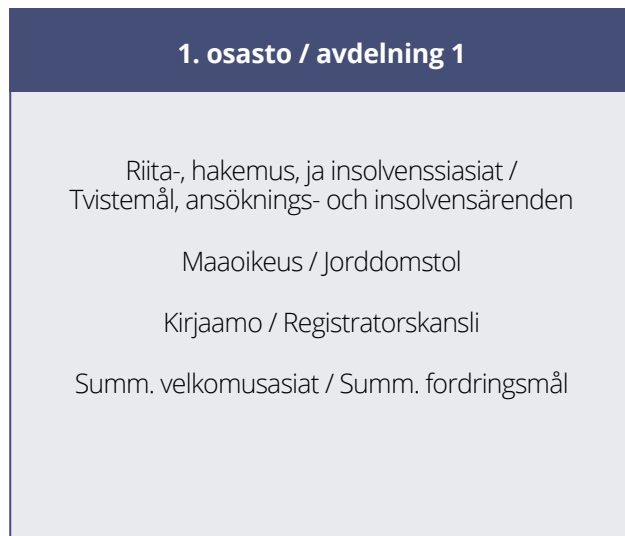 1. osasto / avdelning 1
Riita-, hakemus, ja insolvenssiasiat /
Tvistemål, ansöknings- och insolvensärenden
Maaoikeus / Jorddomstol
Kirjaamo / Registratorskansli
Summ. velkomusasiat / Summ. fordringsmål